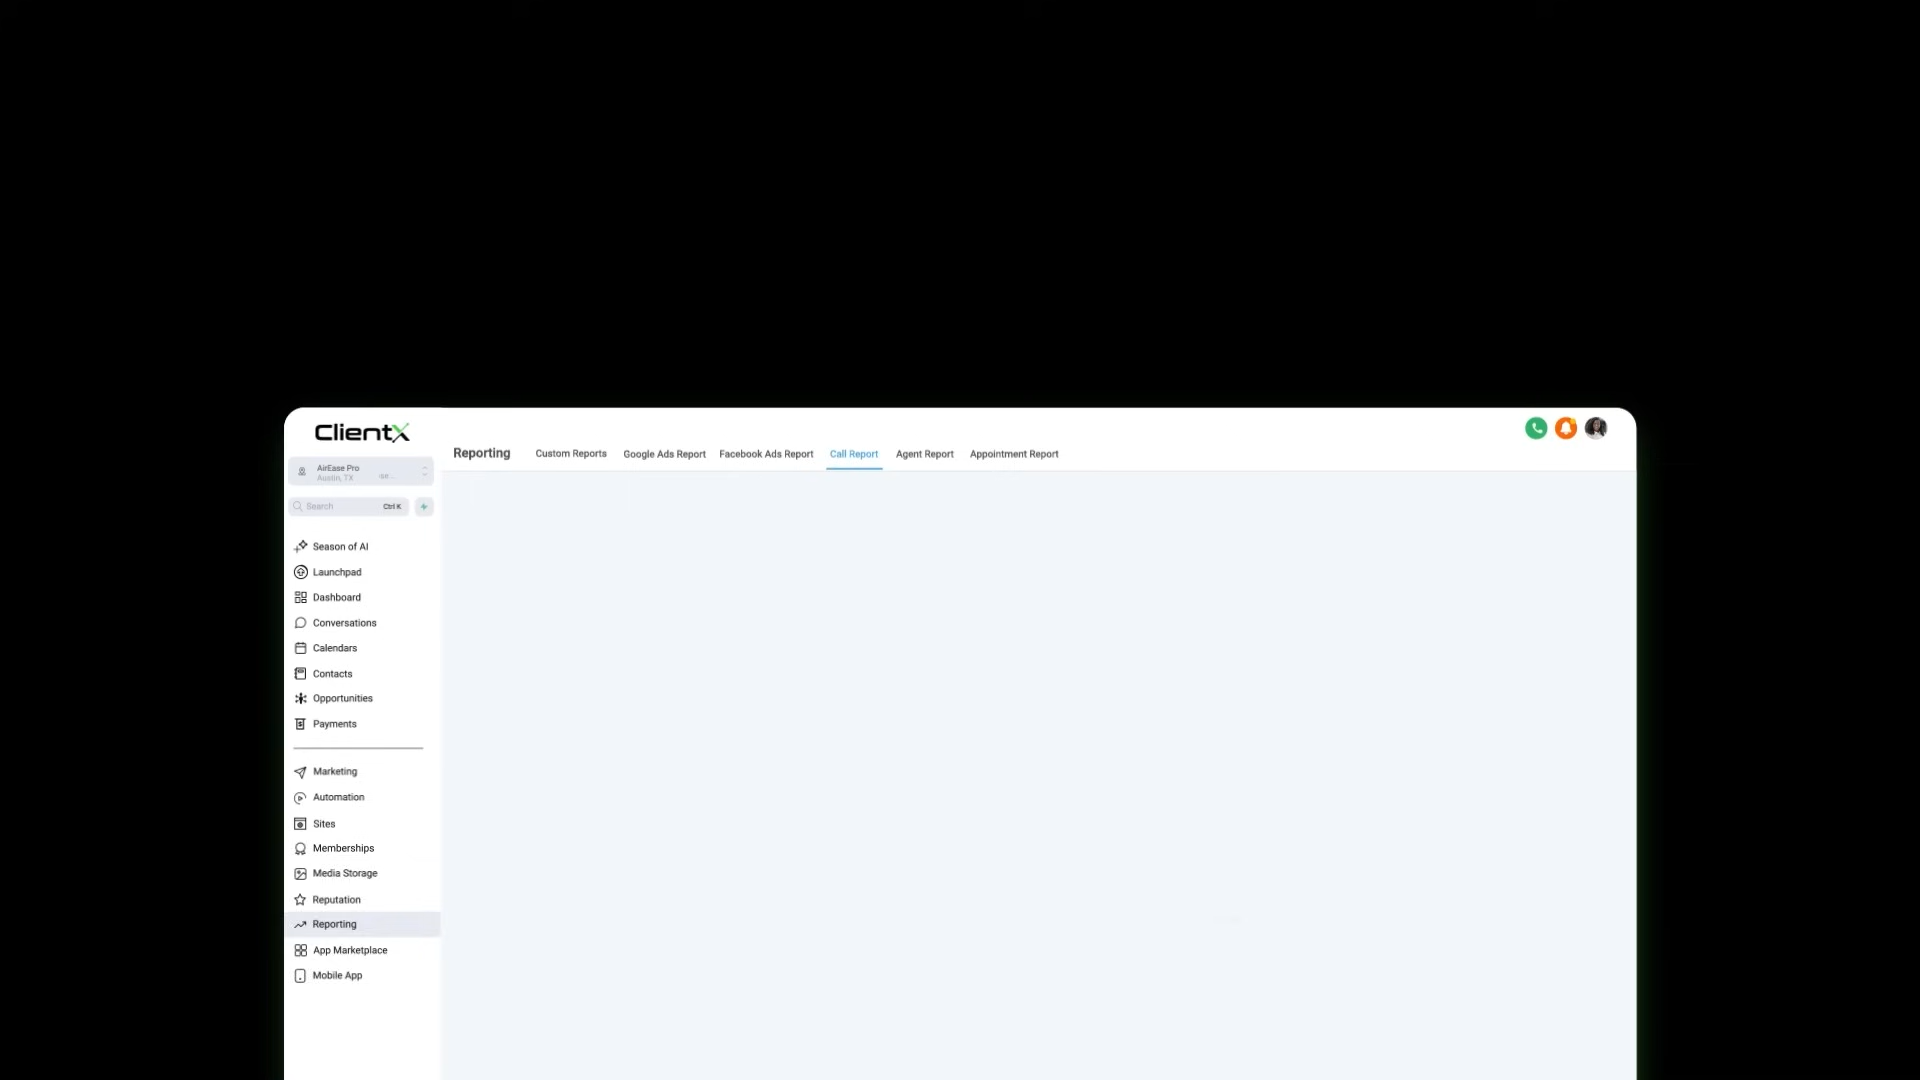 ClientX
AirEase Pro
Austin, TX
Search
Ctrl K
Season of AI
Launchpad
Dashboard
Conversations
Calendars
Contacts
Opportunities
Payments
Marketing
Automation
Sites
Memberships
Media Storage
Reputation
Reporting
App Marketplace
Mobile App
Reporting Custom Reports Google Ads Report Facebook Ads Report Call Report Agent Report Appointment Report